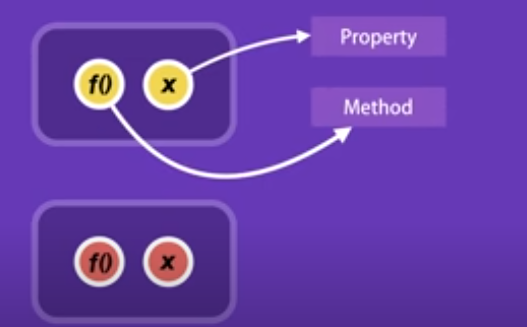 f() x Property
Method
f() x